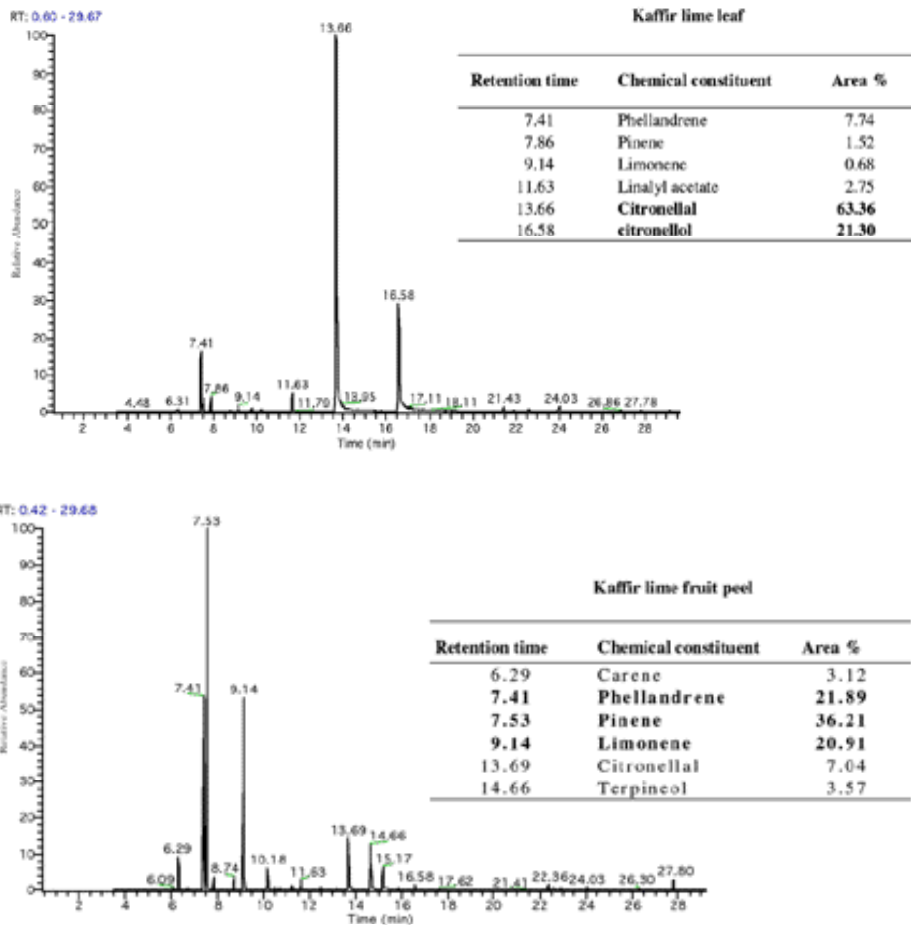 RT: 0.60 - 29.67
Kaffir lime leaf
Retention time Chemical constituent Area %
7.41 Phellandrene 7.74
7.86 Pinene 1.52
9.14 Limonene 0.68
11.63 Linalyl acetate 2.75
13.66 Citronellal 63.36
16.58 citronellol 21.30
Relative Abundance
100
90
80
70
60
50
40
30
20
10
0
13.66
16.58
7.41
7.86
9.14
11.63
4.48 6.31 11.79 13.95 17.11 18.11 21.43 24.03 26.86 27.78
2 4 6 8 10 12 14 16 18 20 22 24 26 28
Time (min)
RT: 0.42 - 29.68
Kaffir lime fruit peel
Retention time Chemical constituent Area %
6.29 Carene 3.12
7.41 Phellandrene 21.89
7.53 Pinene 36.21
9.14 Limonene 20.91
13.69 Citronellal 7.04
14.66 Terpineol 3.57
Relative Abundance
100
90
80
70
60
50
40
30
20
10
0
7.53
7.41 9.14
13.69 14.66
6.29 10.18 15.17
6.09 8.74 11.63 16.58 17.62 21.41 22.36 24.03 26.30 27.80
2 4 6 8 10 12 14 16 18 20 22 24 26 28
Time (min)